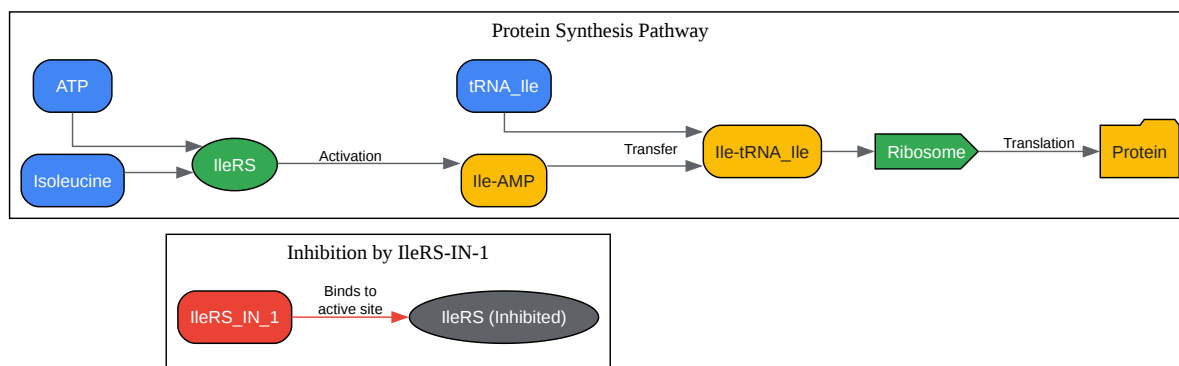 Protein Synthesis Pathway
ATP
tRNA_Ile
Isoleucine
IleRS
Activation
Ile-AMP
Transfer
Ile-tRNA_Ile
Ribosome
Translation
Protein
Inhibition by IleRS-IN-1
IleRS_IN_1
Binds to
active site
IleRS (Inhibited)